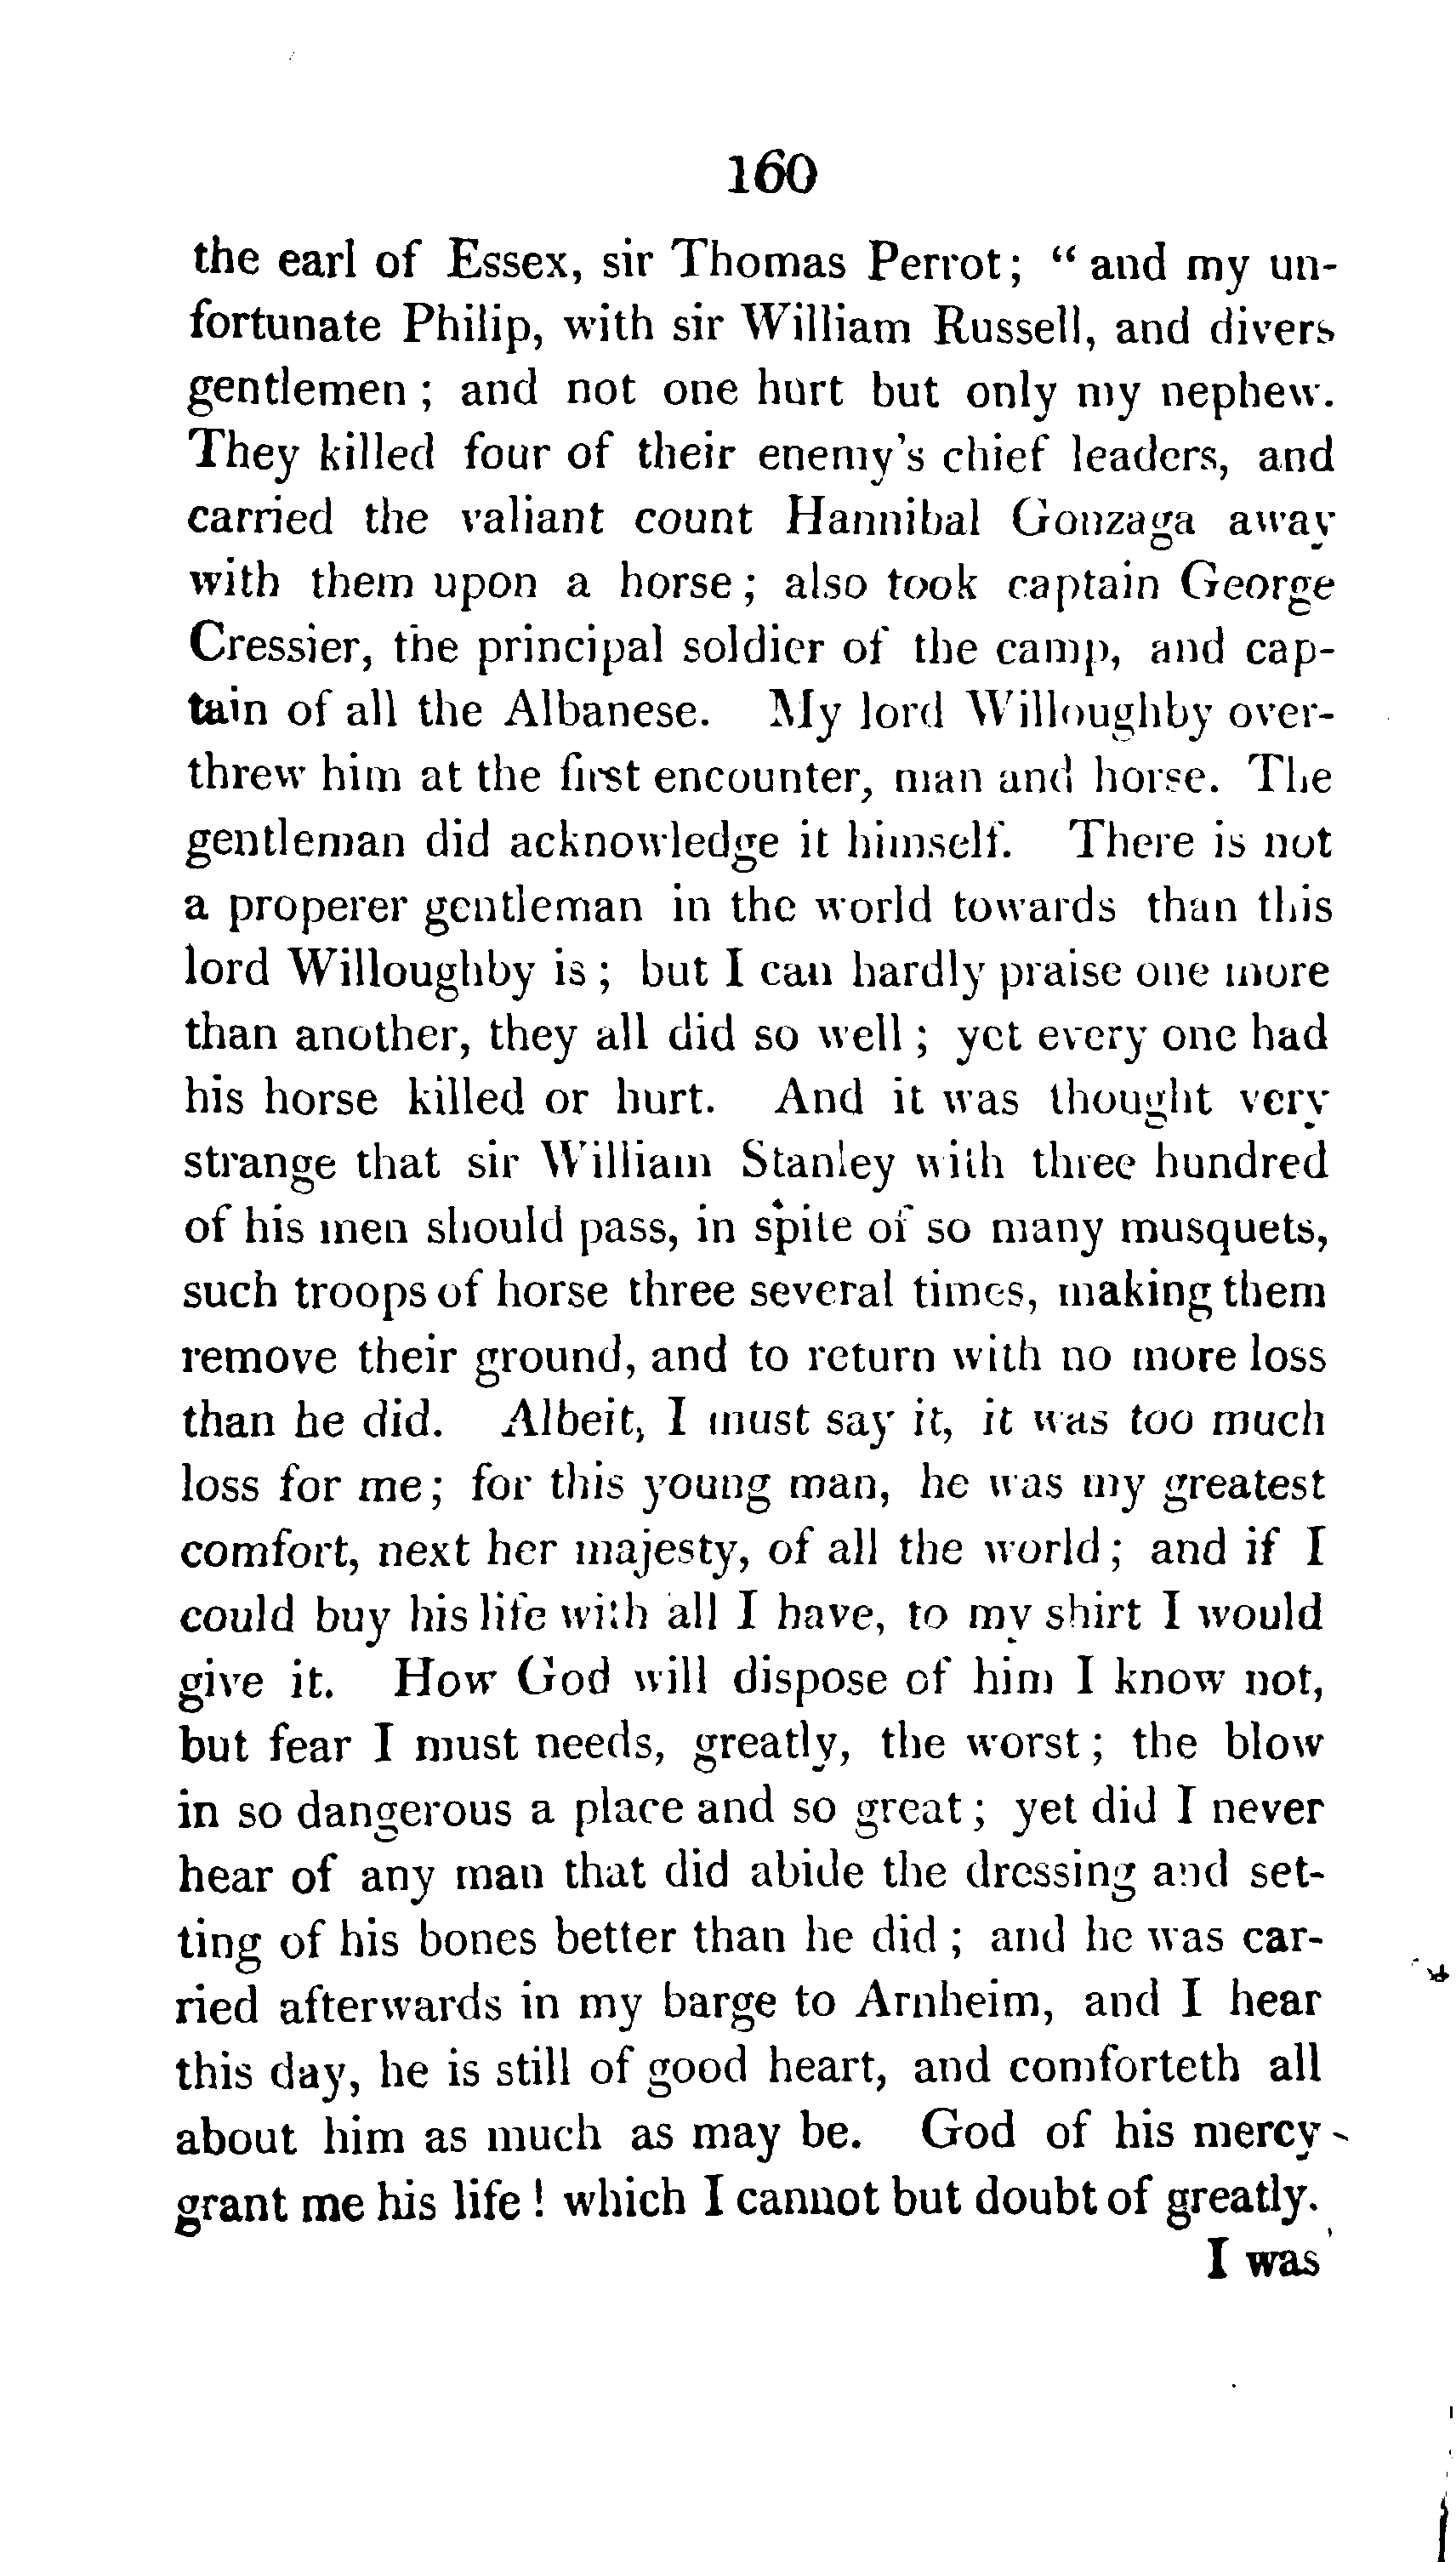 160
the earl of Essex, sir Thomas Perrot; “ and my un-
fortunate Philip, with sir William Russell, and divers
gentlemen ; and not one hurt but only my nephew.
They killed four of their enemy's chief leaders, and
carried the valiant count Hannibal Gonzaga away
with them upon a horse ; also took captain George
Cressier, the principal soldier of the camp, and cap-
tain of all the Albanese. My lord Willoughby over-
threw him at the first encounter, man and horse. The
gentleman did acknowledge it himself. There is not
a properer gentleman in the world towards than this
lord Willoughby is ; but I can hardly praise one more
than another, they all did so well ; yet every one had
his horse killed or hurt. And it was thought very
strange that sir William Stanley with three hundred
of his men should pass, in spite of so many musquets,
such troops of horse three several times, making them
remove their ground, and to return with no more loss
than he did. Albeit, I must say it, it was too much
loss for me; for this young man, he was my greatest
comfort, next her majesty, of all the world ; and if I
could buy his life with all I have, to my shirt I would
give it. How God will dispose of him I know not,
but fear I must needs, greatly, the worst ; the blow
in so dangerous a place and so great ; yet did I never
hear of any man that did abide the dressing and set-
ting of his bones better than he did ; and he was car-
ried afterwards in my barge to Arnheim, and I hear
this day, he is still of good heart, and comforteth all
about him as much as may be. God of his mercy
grant me his life ! which I cannot but doubt of greatly.
I was